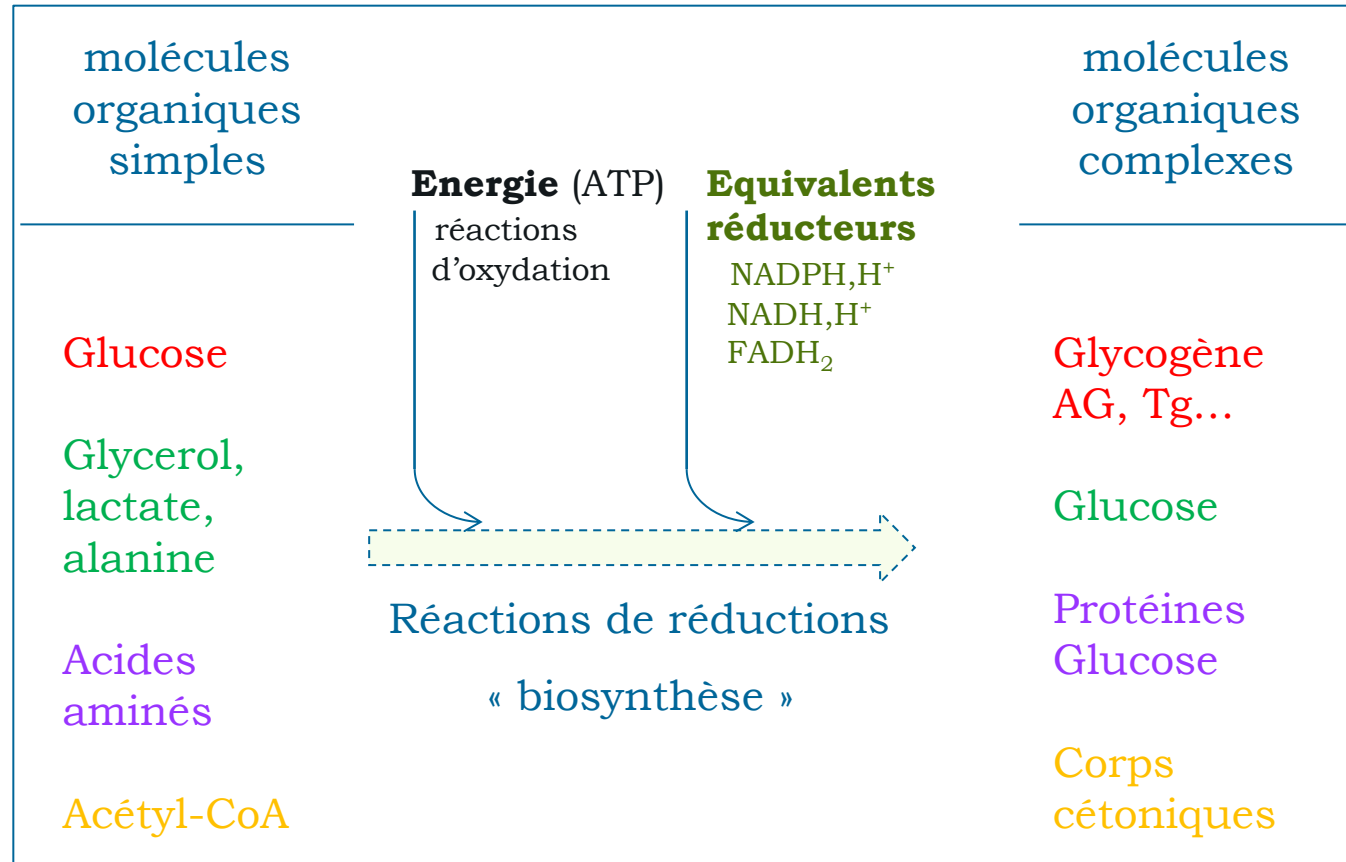 molécules
organiques
simples
molécules
organiques
complexes
Energie (ATP)
réactions
d'oxydation
Equivalents
réducteurs
NADPH,H⁺
NADH,H⁺
FADH₂
Glucose
Glycerol,
lactate,
alanine
Acides
aminés
Acétyl-CoA
Réactions de réductions
« biosynthèse »
Glycogène
AG, Tg...
Glucose
Protéines
Glucose
Corps
cétoniques